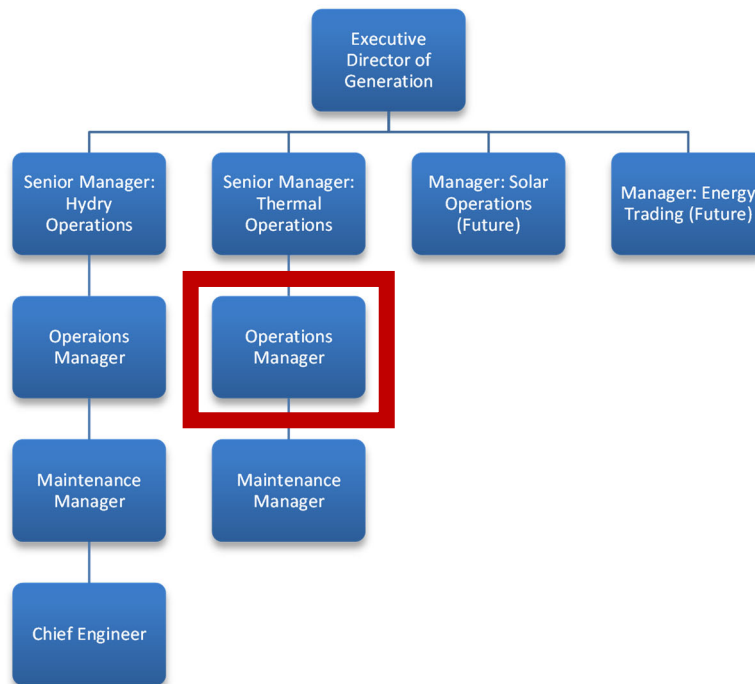 Executive
Director of
Generation
Senior Manager:
Hydry
Operations
Senior Manager:
Thermal
Operations
Manager: Solar
Operations
(Future)
Manager: Energy
Trading (Future)
Operaions
Manager
Operations
Manager
Maintenance
Manager
Maintenance
Manager
Chief Engineer